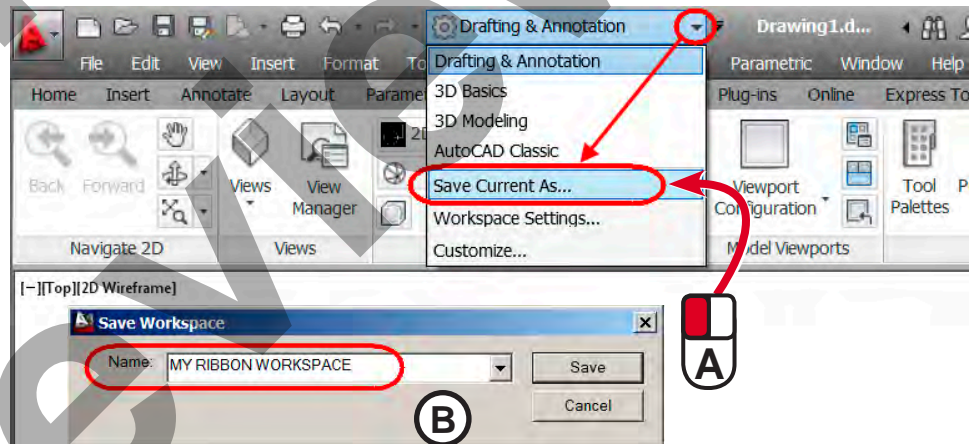 Drafting & Annotation Drawing1.d...
File Edit View Insert Format To Parametric Window Help
Home Insert Annotate Layout Parame Plug-ins Online Express To
Drafting & Annotation
3D Basics
3D Modeling
AutoCAD Classic
Save Current As...
Workspace Settings...
Customize...
2D
Back Forward Views View Manager Viewport Configuration Tool Palettes P
Navigate 2D Views Model Viewports
[−][Top][2D Wireframe]
Save Workspace
Name: MY RIBBON WORKSPACE Save
Cancel
A
B